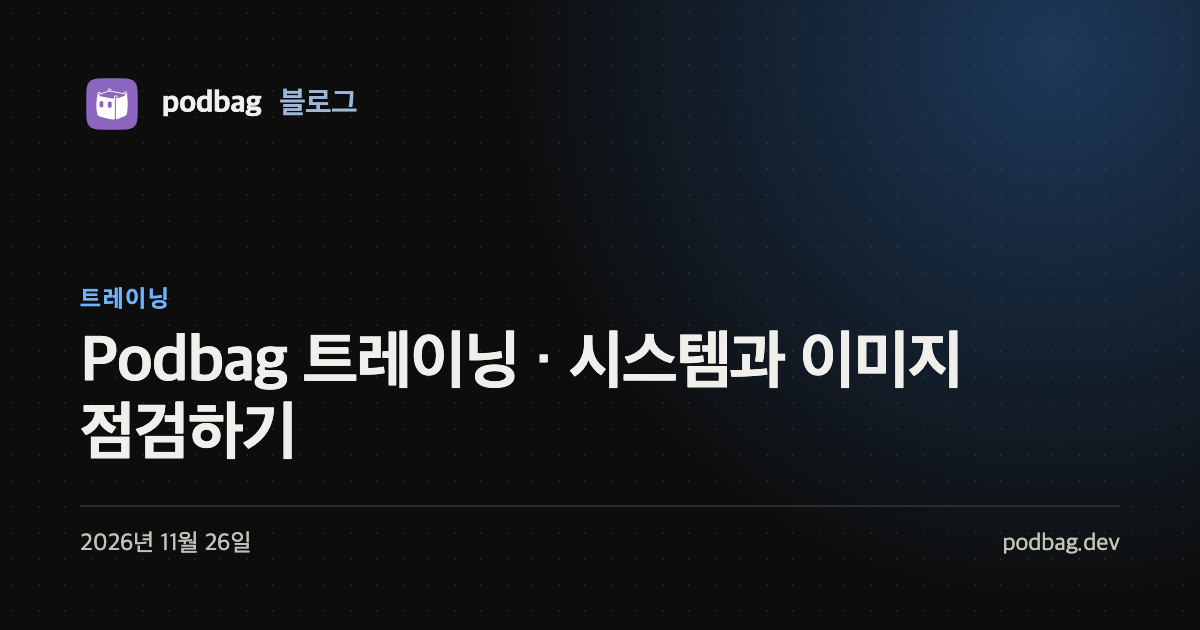 podbag 블로그
트레이닝
Podbag 트레이닝 · 시스템과 이미지
점검하기
2026년 11월 26일
podbag.dev